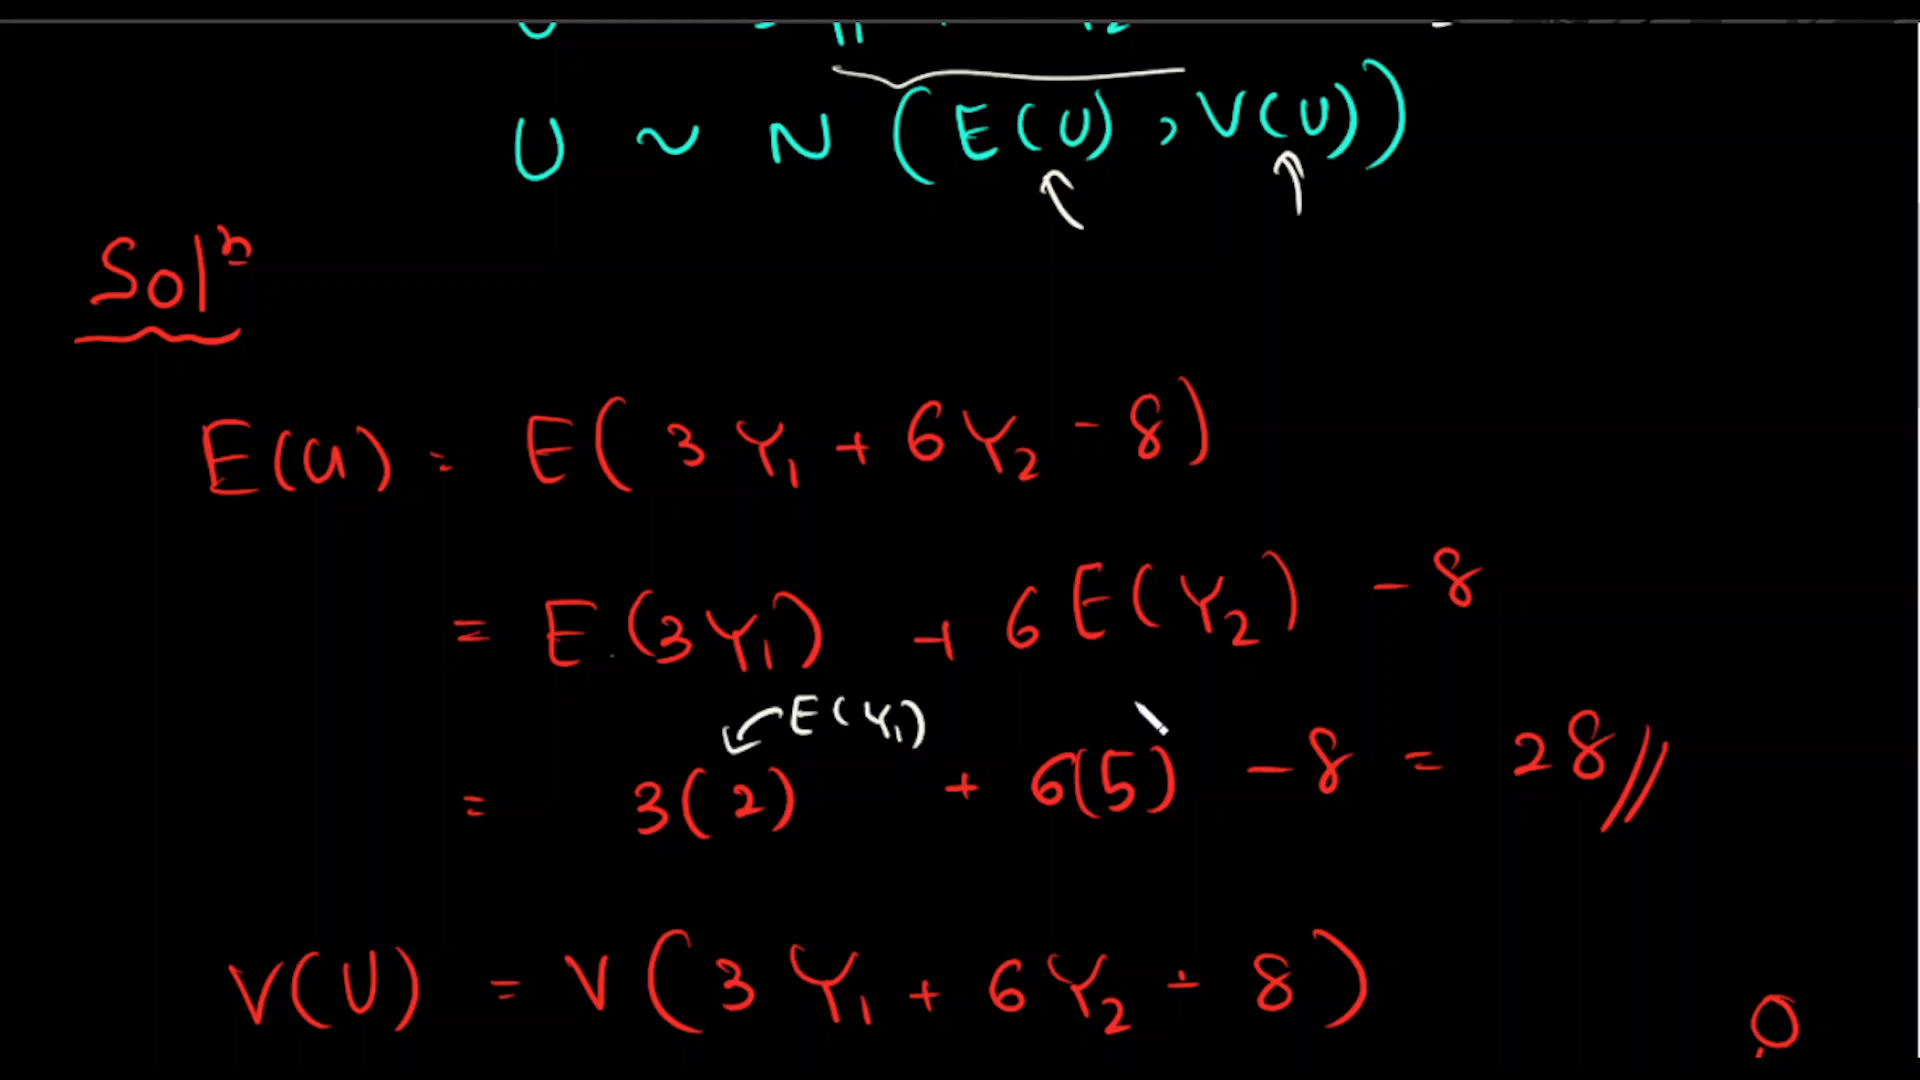 U ~ N (E(U), V(U))
Solⁿ
E(U) = E(3Y₁ + 6Y₂ - 8)
= E(3Y₁) + 6E(Y₂) - 8
E(Y₁)
= 3(2) + 6(5) - 8 = 28//
V(U) = V(3Y₁ + 6Y₂ - 8)